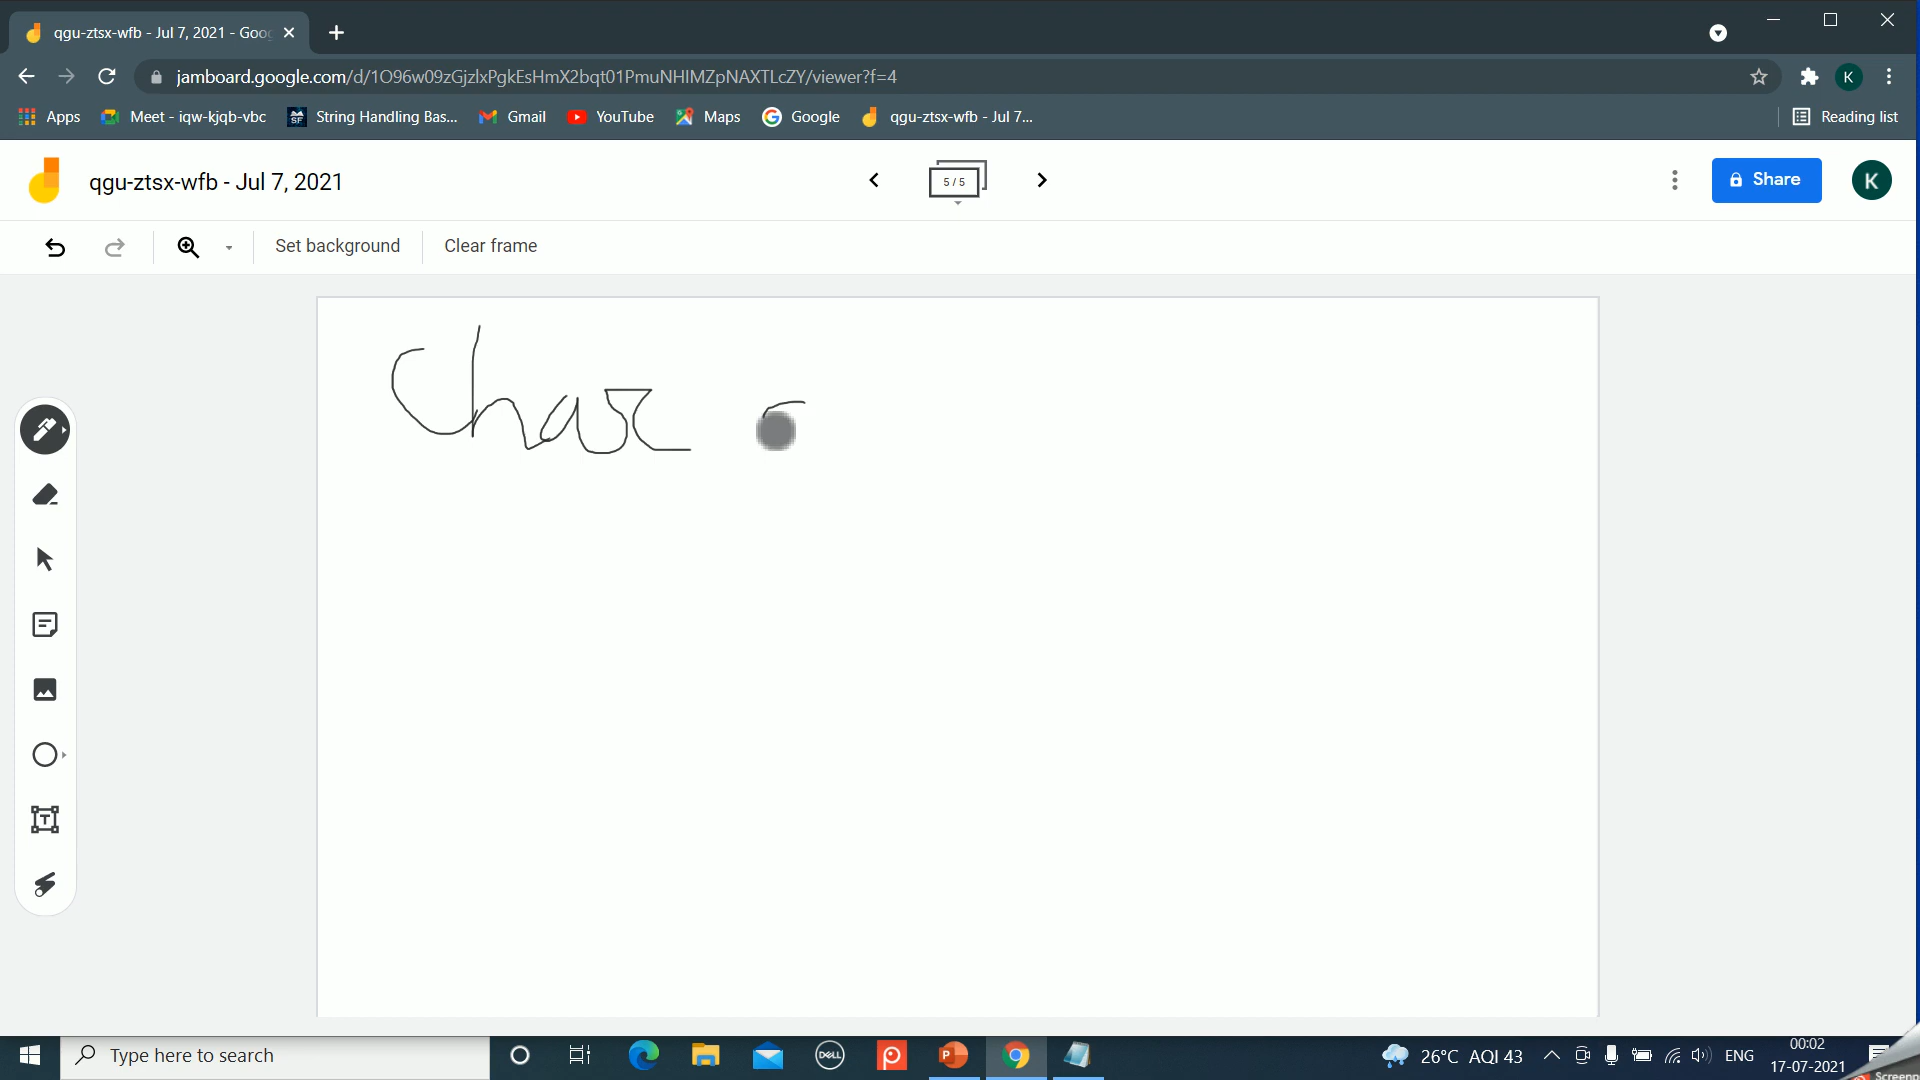 qgu-ztsx-wfb - Jul 7, 2021 - Goo
jamboard.google.com/d/1O96w09zGjzlxPgkEsHmX2bqt01PmuNHIMZpNAXTLcZY/viewer?f=4
K
Apps
Meet - iqw-kjqb-vbc
String Handling Bas...
Gmail
YouTube
Maps
Google
qgu-ztsx-wfb - Jul 7...
Reading list
qgu-ztsx-wfb - Jul 7, 2021
5 / 5
Share
K
Set background
Clear frame
Char
Type here to search
DELL
26°C AQI 43
ENG
00:02
17-07-2021